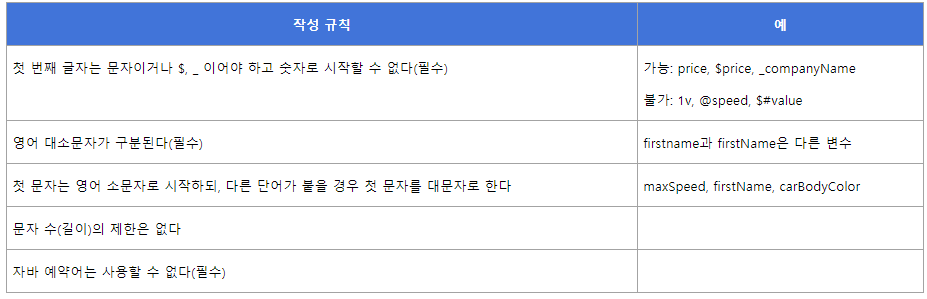 작성 규칙 예
첫 번째 글자는 문자이거나 $, _ 이어야 하고 숫자로 시작할 수 없다(필수) 가능: price, $price, _companyName
불가: 1v, @speed, $#value
영어 대소문자가 구분된다(필수) firstname과 firstName은 다른 변수
첫 문자는 영어 소문자로 시작하되, 다른 단어가 붙을 경우 첫 문자를 대문자로 한다 maxSpeed, firstName, carBodyColor
문자 수(길이)의 제한은 없다
자바 예약어는 사용할 수 없다(필수)